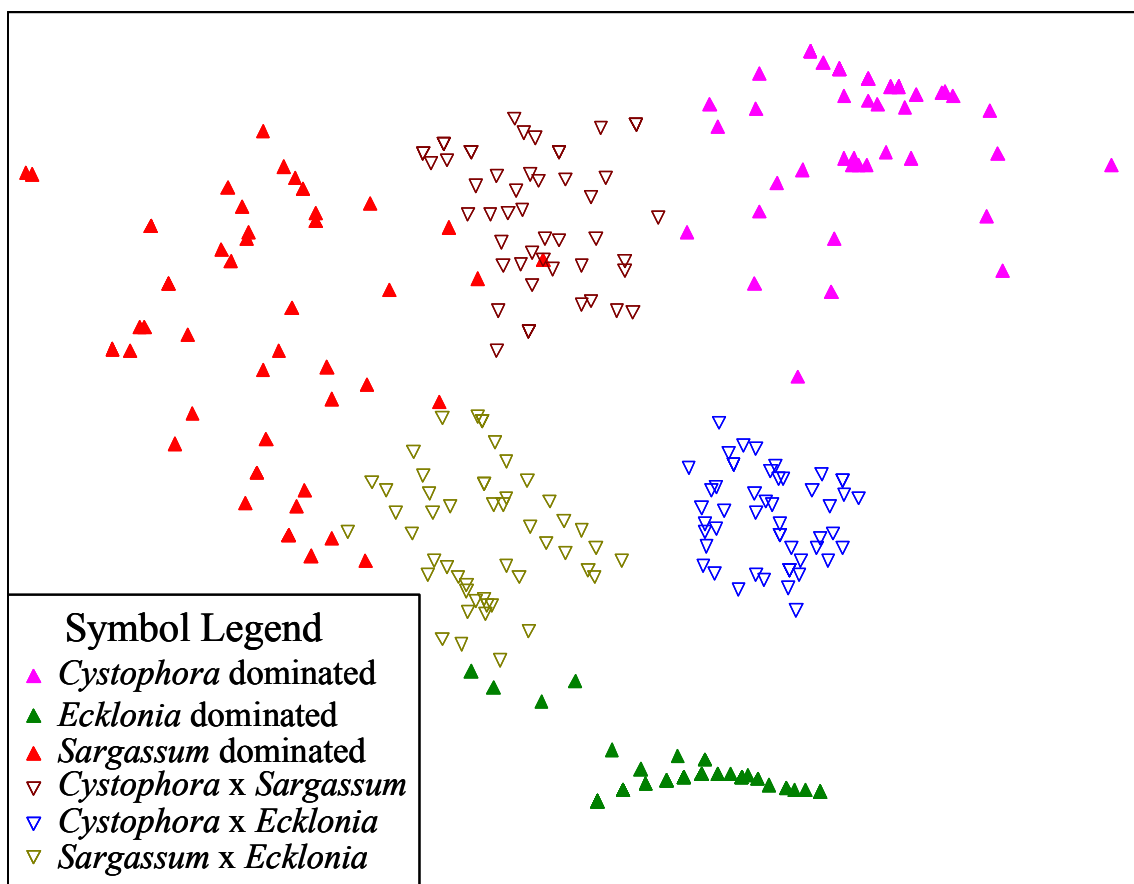 Symbol Legend
Cystophora dominated
Ecklonia dominated
Sargassum dominated
Cystophora x Sargassum
Cystophora x Ecklonia
Sargassum x Ecklonia